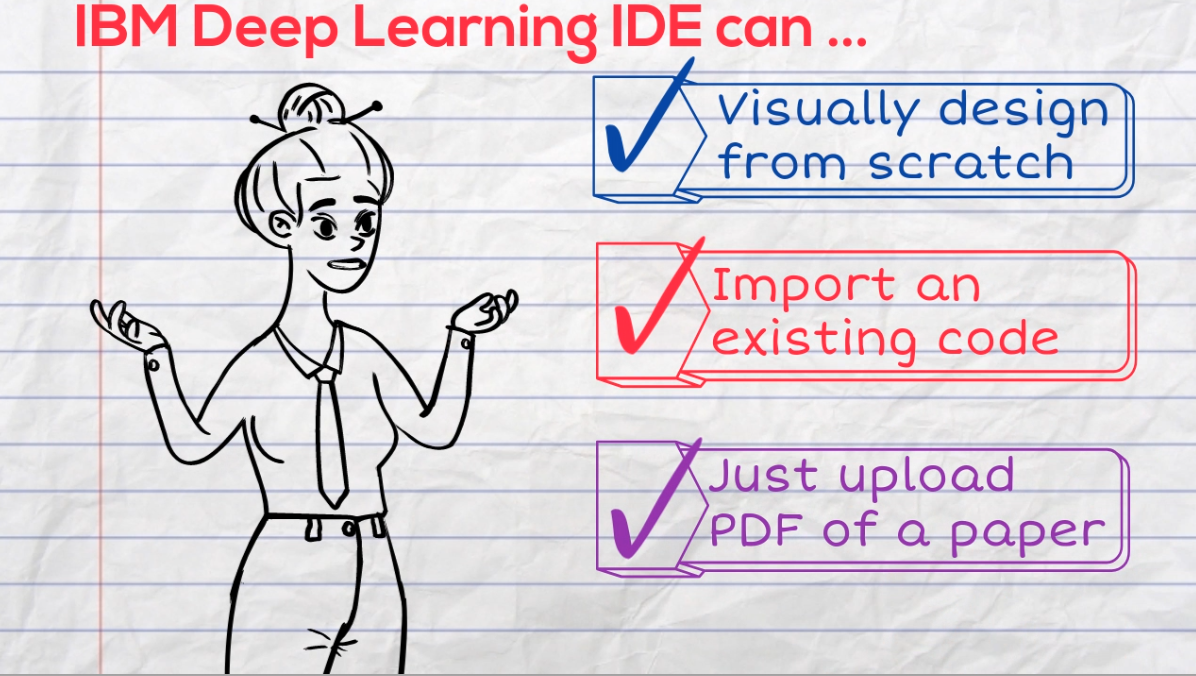 IBM Deep Learning IDE can ...
Visually design
from scratch
Import an
existing code
Just upload
PDF of a paper